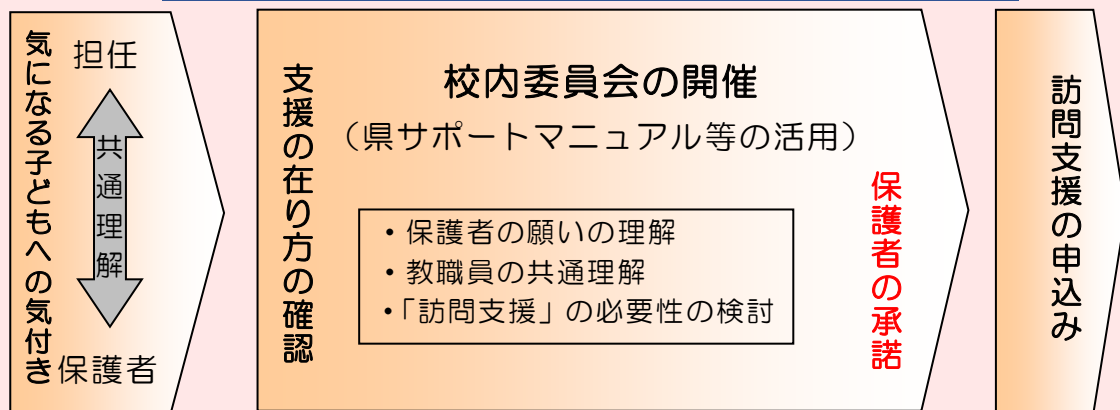 気になる子どもへの気付き
担任
共通理解
保護者
支援の在り方の確認
校内委員会の開催
（県サポートマニュアル等の活用）
・保護者の願いの理解
・教職員の共通理解
・「訪問支援」の必要性の検討
保護者の承諾
訪問支援の申込み